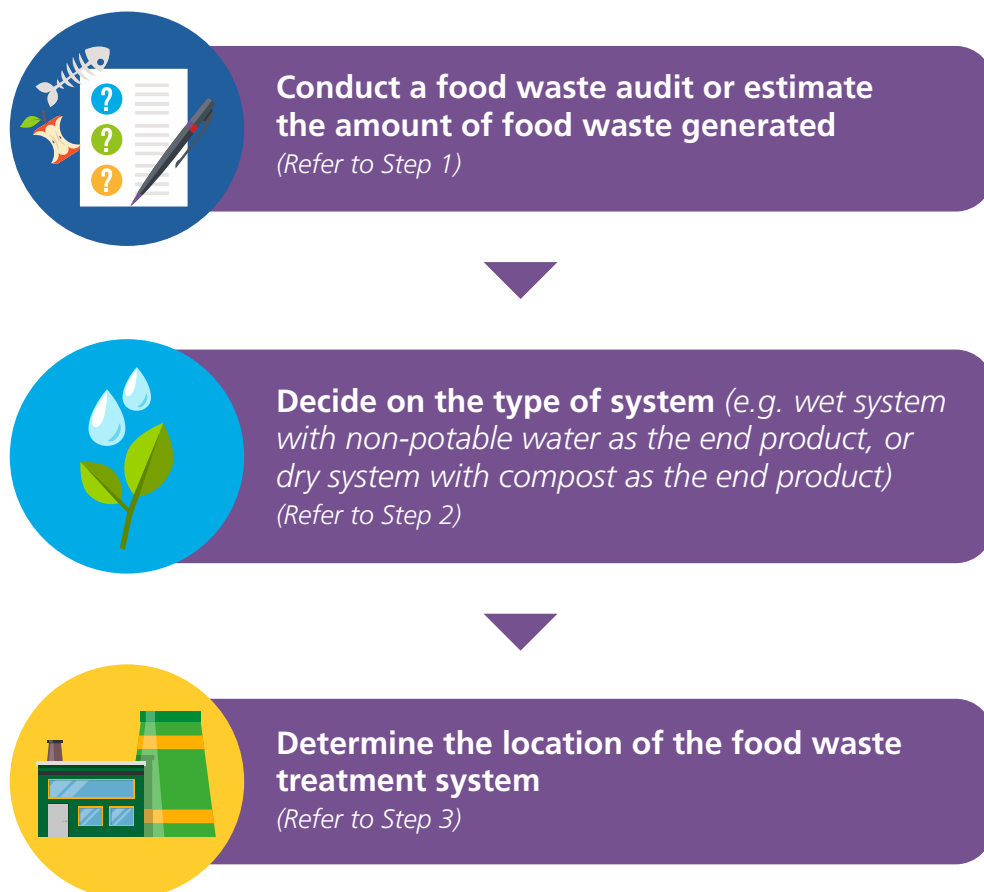 Conduct a food waste audit or estimate
the amount of food waste generated
(Refer to Step 1)
? 
?
?
Decide on the type of system (e.g. wet system
with non-potable water as the end product, or
dry system with compost as the end product)
(Refer to Step 2)
Determine the location of the food waste
treatment system
(Refer to Step 3)